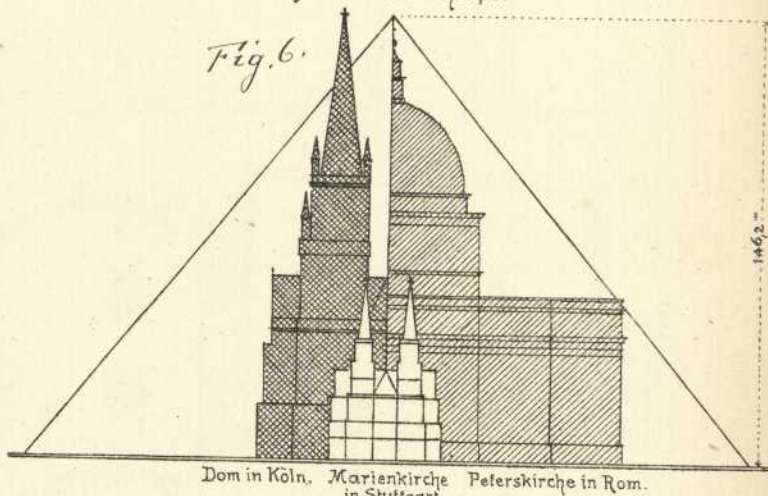 Fig. 6.
146,2 m
Dom in Köln. Marienkirche Peterskirche in Rom.
in Stuttgart.